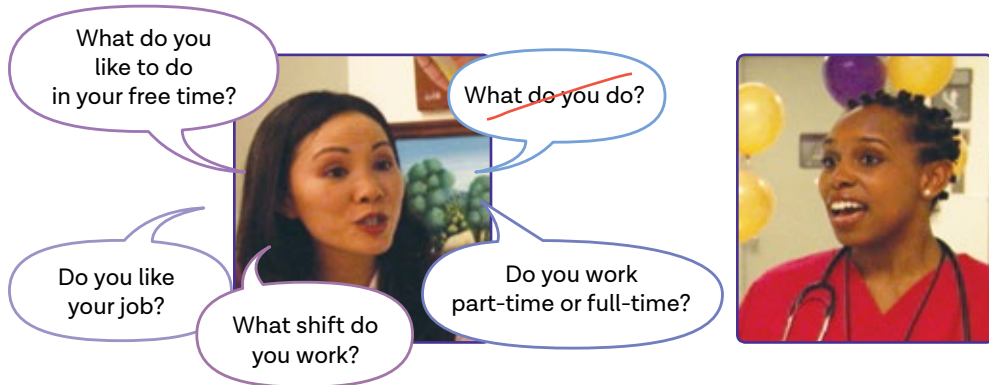 What do you
like to do
in your free time?
What do you do?
Do you like
your job?
What shift do
you work?
Do you work
part-time or full-time?